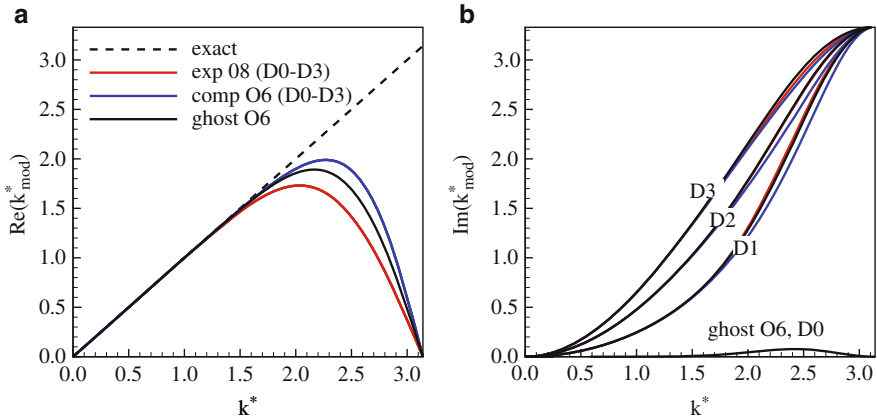 a
exact
exp 08 (D0-D3)
comp O6 (D0-D3)
ghost O6
Re(k*mod)
3.0
2.5
2.0
1.5
1.0
0.5
0.0
0.0 0.5 1.0 1.5 2.0 2.5 3.0
k*
b
Im(k*mod)
3.0
2.5
2.0
1.5
1.0
0.5
0.0
D3
D2
D1
ghost O6, D0
0.0 0.5 1.0 1.5 2.0 2.5 3.0
k*